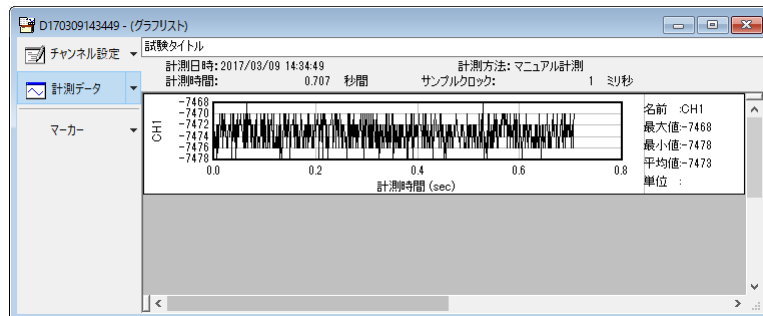 D170309143449 - (グラフリスト)
チャンネル設定
試験タイトル
計測日時:2017/03/09 14:34:49 計測方法:マニュアル計測
計測時間: 0.707 秒間 サンプルクロック: 1 ミリ秒
計測データ
マーカー
CH1
-7468
-7470
-7472
-7474
-7476
-7478
0.0 0.2 0.4 0.6 0.8
計測時間(sec)
名前 :CH1
最大値:-7468
最小値:-7478
平均値:-7473
単位 :